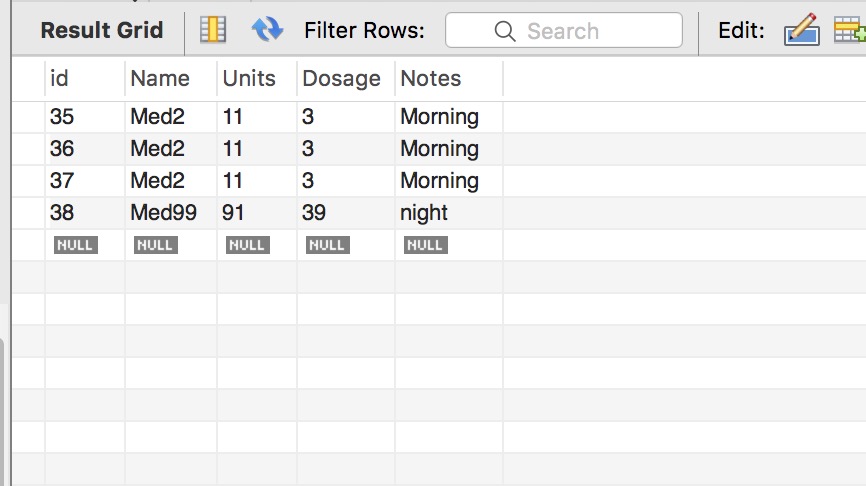 Result Grid Filter Rows: Search Edit:
id Name Units Dosage Notes
35 Med2 11 3 Morning
36 Med2 11 3 Morning
37 Med2 11 3 Morning
38 Med99 91 39 night
NULL NULL NULL NULL NULL